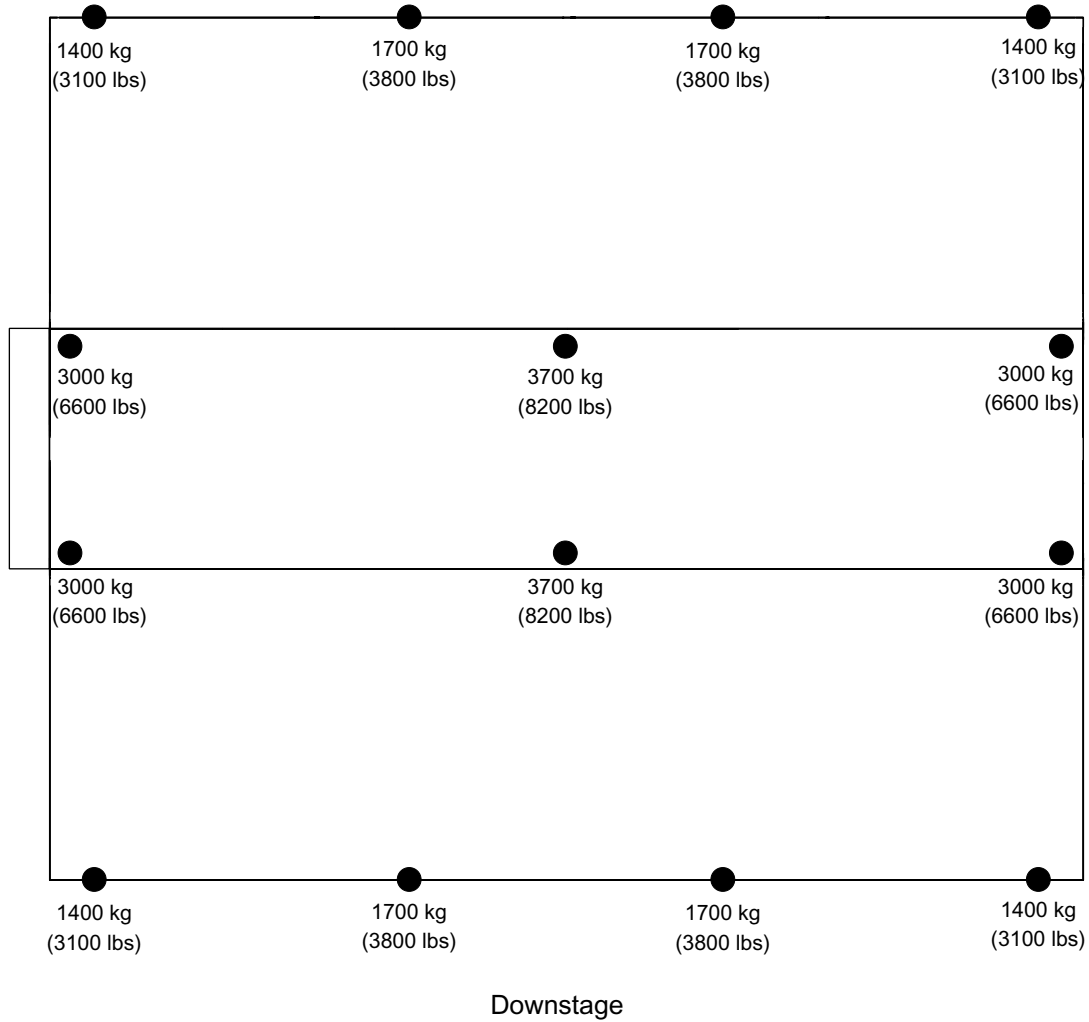 1400 kg
(3100 lbs)
1700 kg
(3800 lbs)
1700 kg
(3800 lbs)
1400 kg
(3100 lbs)
3000 kg
(6600 lbs)
3700 kg
(8200 lbs)
3000 kg
(6600 lbs)
3000 kg
(6600 lbs)
3700 kg
(8200 lbs)
3000 kg
(6600 lbs)
1400 kg
(3100 lbs)
1700 kg
(3800 lbs)
1700 kg
(3800 lbs)
1400 kg
(3100 lbs)
Downstage